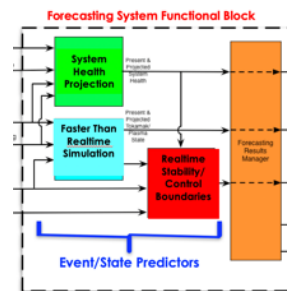 Forecasting System Functional Block
System
Health
Projection
Present &
Projected
System
Health
Faster Than
Realtime
Simulation
Present &
Projected
Tokamak/
Plasma
State
Realtime
Stability/
Control
Boundaries
Forecasting
Results
Manager
Event/State Predictors